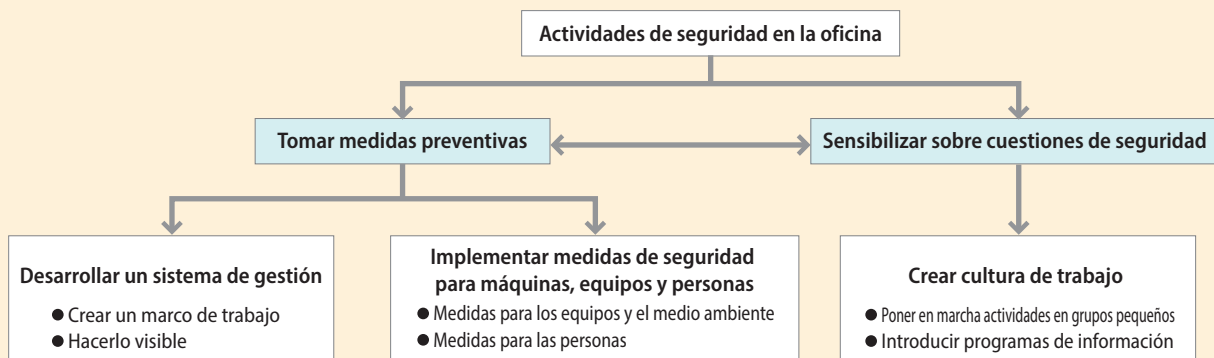 Actividades de seguridad en la oficina
Tomar medidas preventivas
Sensibilizar sobre cuestiones de seguridad
Desarrollar un sistema de gestión
● Crear un marco de trabajo
● Hacerlo visible
Implementar medidas de seguridad
para máquinas, equipos y personas
● Medidas para los equipos y el medio ambiente
● Medidas para las personas
Crear cultura de trabajo
● Poner en marcha actividades en grupos pequeños
● Introducir programas de información